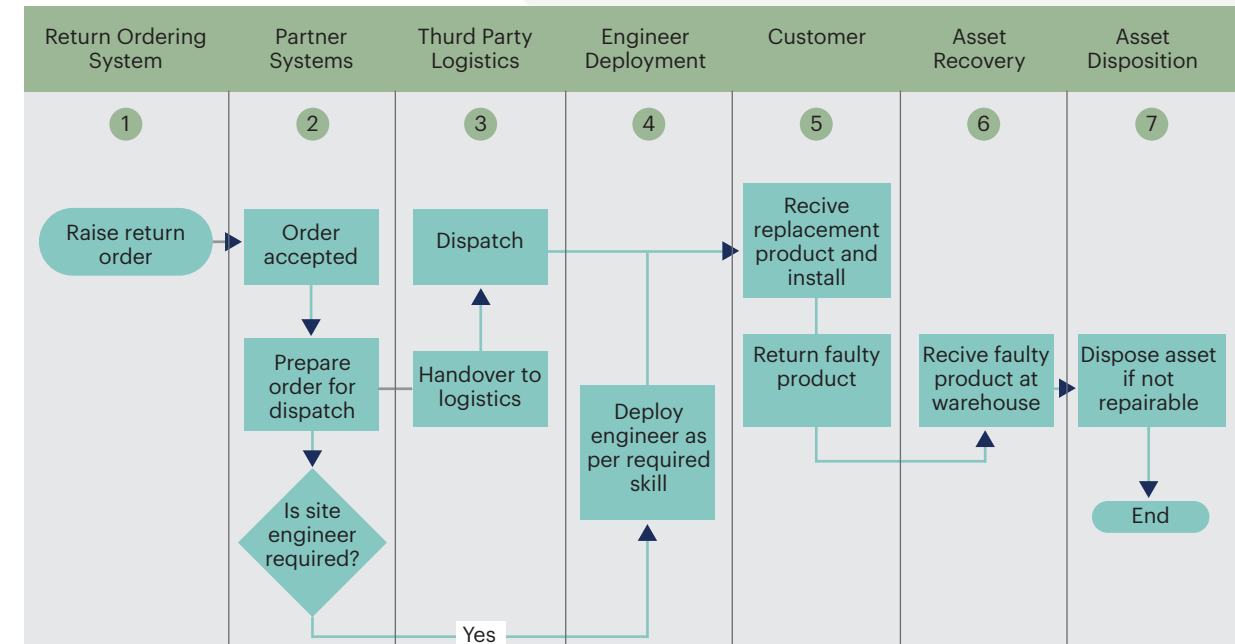 Return Ordering
System
Partner
Systems
Thurd Party
Logistics
Engineer
Deployment
Customer
Asset
Recovery
Asset
Disposition
1
2
3
4
5
6
7
Raise return
order
Order
accepted
Dispatch
Recive
replacement
product and
install
Prepare
order for
dispatch
Handover to
logistics
Deploy
engineer as
per required
skill
Return faulty
product
Recive faulty
product at
warehouse
Dispose asset
if not
repairable
Is site
engineer
required?
End
Yes